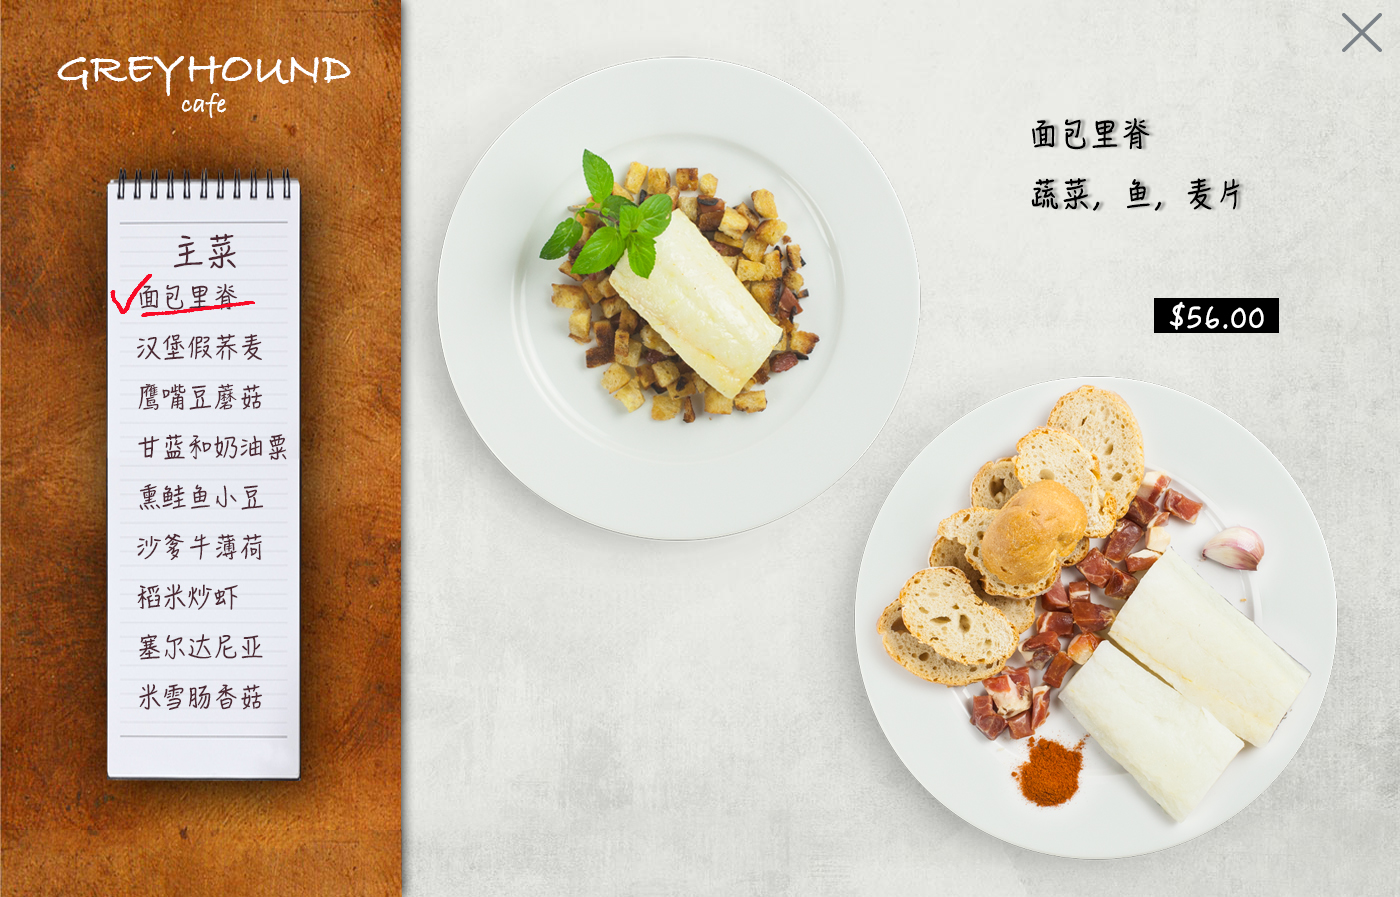 GREYHOUND
cafe
主菜
面包里脊
汉堡假荞麦
鹰嘴豆蘑菇
甘蓝和奶油粟
熏鲑鱼小豆
沙爹牛薄荷
稻米炒虾
塞尔达尼亚
米雪肠香菇
面包里脊
蔬菜, 鱼, 麦片
$56.00